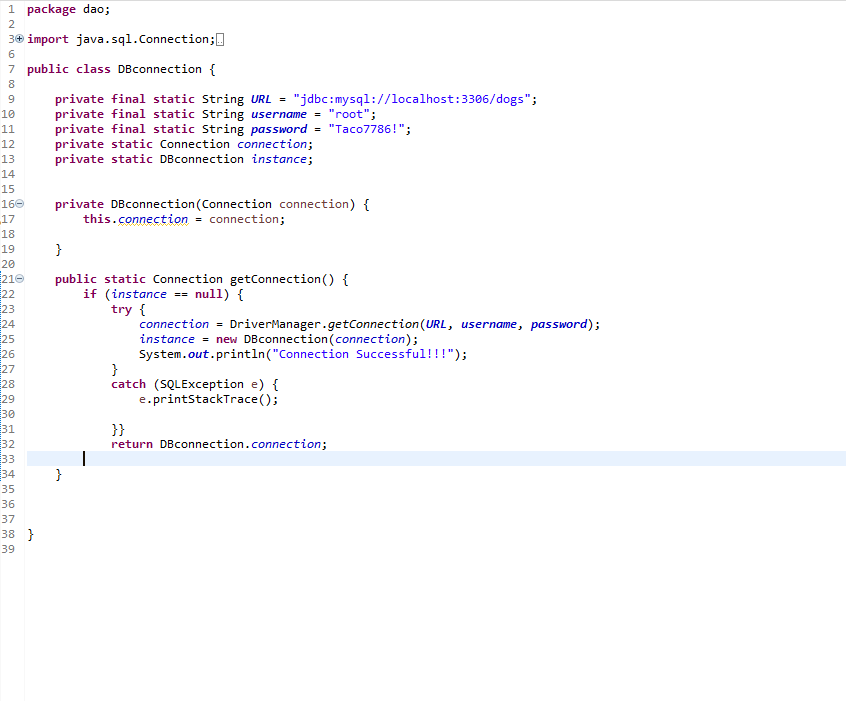 1 package dao;
2
3 import java.sql.Connection;
6
7 public class DBconnection {
8
9     private final static String URL = "jdbc:mysql://localhost:3306/dogs";
10     private final static String username = "root";
11     private final static String password = "Taco7786!";
12     private static Connection connection;
13     private static DBconnection instance;
14
15
16     private DBconnection(Connection connection) {
17         this.connection = connection;
18
19     }
20
21     public static Connection getConnection() {
22         if (instance == null) {
23             try {
24                 connection = DriverManager.getConnection(URL, username, password);
25                 instance = new DBconnection(connection);
26                 System.out.println("Connection Successful!!!");
27             }
28             catch (SQLException e) {
29                 e.printStackTrace();
30
31             }}
32             return DBconnection.connection;
33
34     }
35
36
37
38 }
39